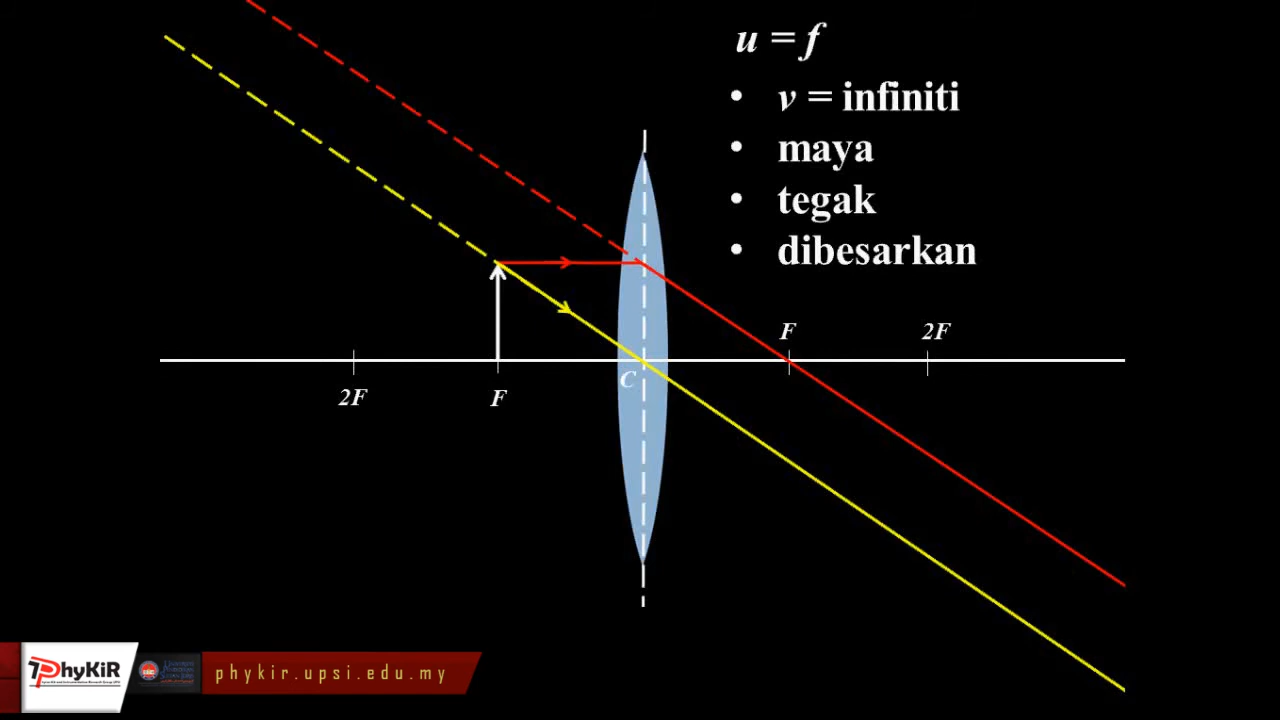 u = f
• v = infiniti
• maya
• tegak
• dibesarkan
F 2F
C
2F F
PhyKiR
phykir.upsi.edu.my